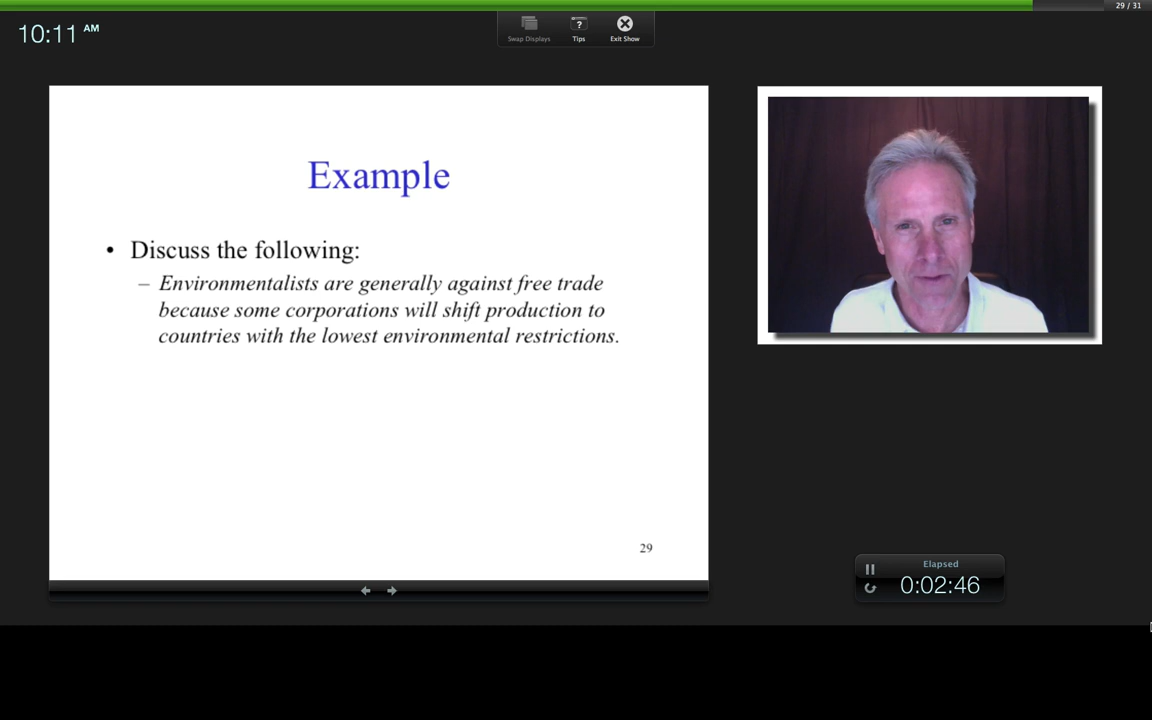 29 / 31
10:11 AM
Swap Displays
Tips
Exit Show
Example
• Discuss the following:
– Environmentalists are generally against free trade
because some corporations will shift production to
countries with the lowest environmental restrictions.
29
Elapsed
0:02:46